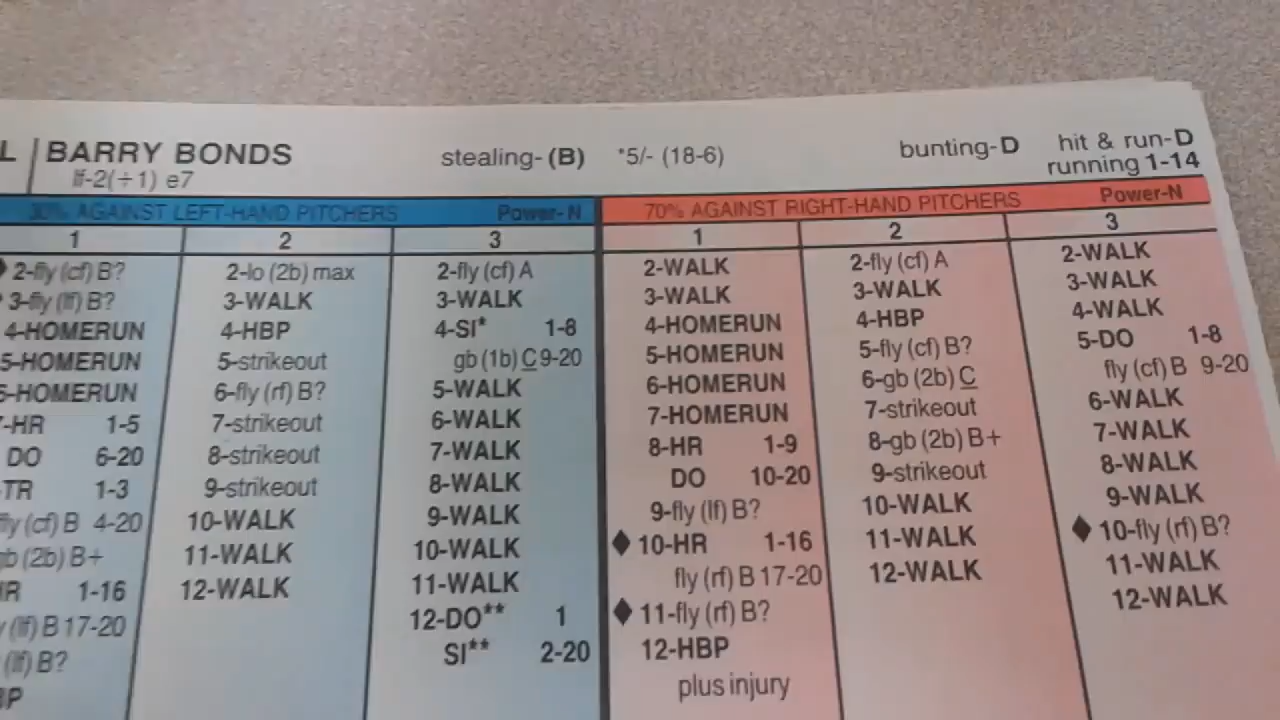 L | BARRY BONDS stealing- (B) *5/- (18-6) bunting-D hit & run-D
lf-2(+1) e7 running 1-14
30% AGAINST LEFT-HAND PITCHERS Power-N
1 2 3
2-fly (cf) B? 2-lo (2b) max 2-fly (cf) A
3-fly (lf) B? 3-WALK 3-WALK
4-HOMERUN 4-HBP 4-SI* 1-8
5-HOMERUN 5-strikeout gb (1b) C 9-20
6-HOMERUN 6-fly (rf) B? 5-WALK
-HR 1-5 7-strikeout 6-WALK
DO 6-20 8-strikeout 7-WALK
-TR 1-3 9-strikeout 8-WALK
fly (cf) B 4-20 10-WALK 9-WALK
gb (2b) B+ 11-WALK 10-WALK
HR 1-16 12-WALK 11-WALK
(lf) B 17-20 12-DO** 1
(lf) B? SI** 2-20
BP
70% AGAINST RIGHT-HAND PITCHERS Power-N
1 2 3
2-WALK 2-fly (cf) A 2-WALK
3-WALK 3-WALK 3-WALK
4-HOMERUN 4-HBP 4-WALK
5-HOMERUN 5-fly (cf) B? 5-DO 1-8
6-HOMERUN 6-gb (2b) C fly (cf) B 9-20
7-HOMERUN 7-strikeout 6-WALK
8-HR 1-9 8-gb (2b) B+ 7-WALK
DO 10-20 9-strikeout 8-WALK
9-fly (lf) B? 10-WALK 9-WALK
♦ 10-HR 1-16 11-WALK ♦ 10-fly (rf) B?
fly (rf) B 17-20 12-WALK 11-WALK
♦ 11-fly (rf) B? 12-WALK
12-HBP
plus injury